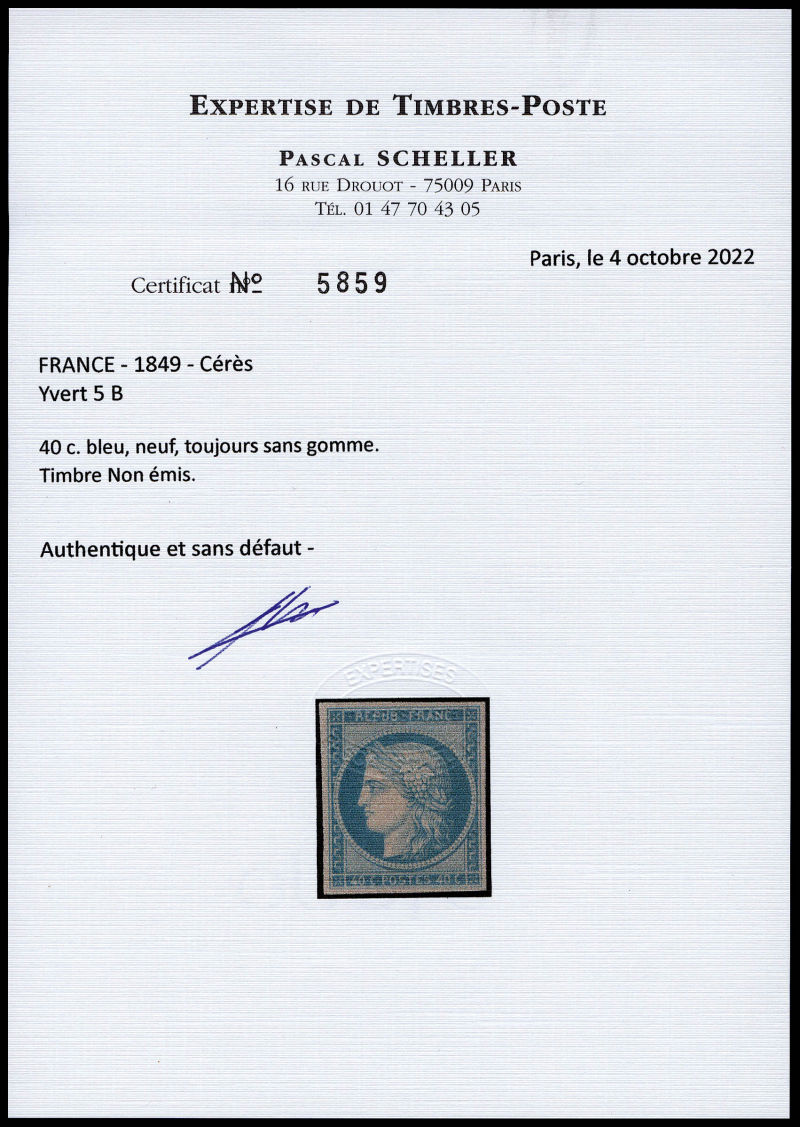 EXPERTISE DE TIMBRES-POSTE
PASCAL SCHELLER
16 RUE DROUOT - 75009 PARIS
TÉL. 01 47 70 43 05
Paris, le 4 octobre 2022
Certificat Nº 5859
FRANCE - 1849 - Cérès
Yvert 5 B
40 c. bleu, neuf, toujours sans gomme.
Timbre Non émis.
Authentique et sans défaut -
EXPERTISES
REPUB FRANC
40 C POSTES 40 C